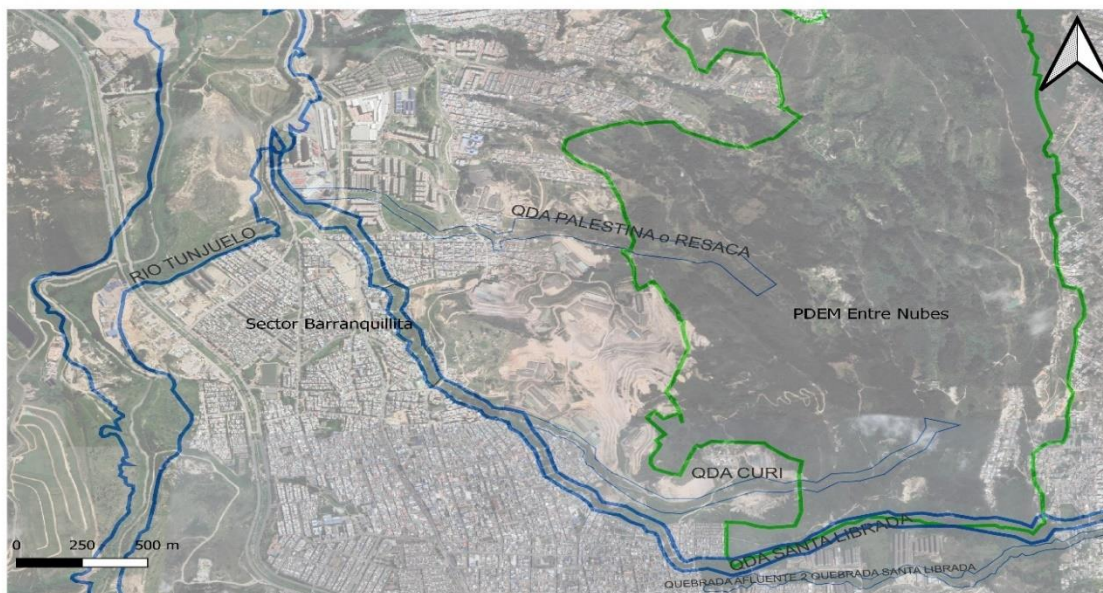 QDA PALESTINA o RESACA
RIO TUNJUELO
PDEM Entre Nubes
Sector Barranquillita
QDA CURI
QDA SANTA LIBRADA
0 250 500 m
QUEBRADA AFLUENTE 2 QUEBRADA SANTA LIBRADA